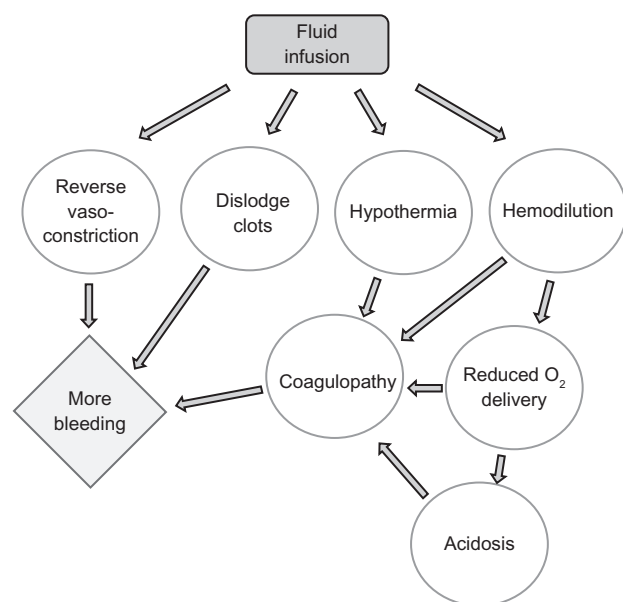 Fluid
infusion
Reverse
vaso-
constriction
Dislodge
clots
Hypothermia
Hemodilution
More
bleeding
Coagulopathy
Reduced O₂
delivery
Acidosis